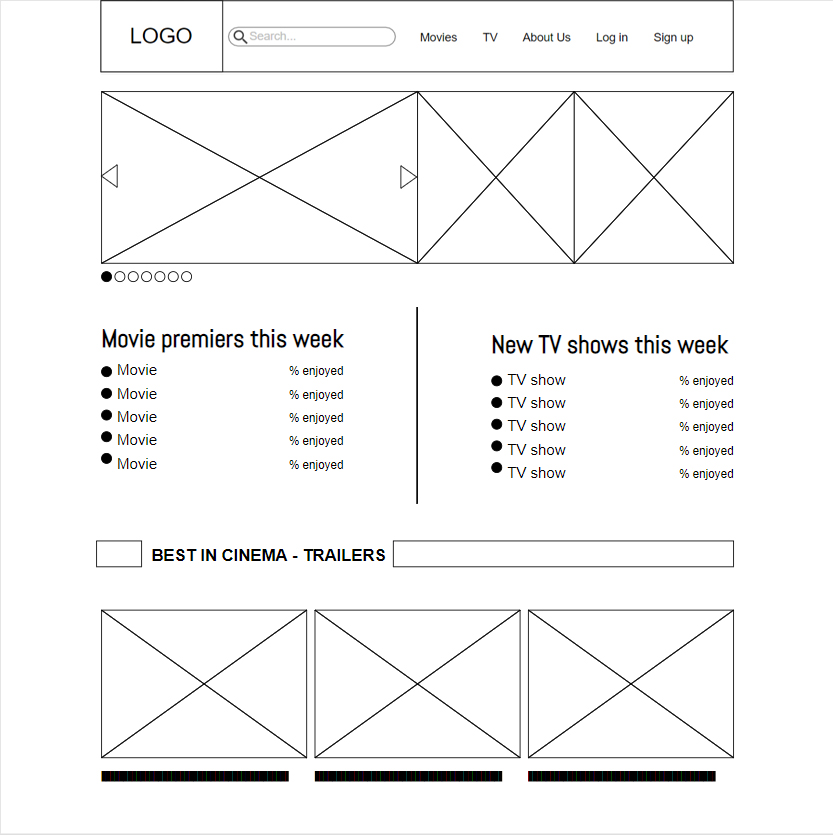 LOGO
Search...
Movies TV About Us Log in Sign up
Movie premiers this week
Movie % enjoyed
Movie % enjoyed
Movie % enjoyed
Movie % enjoyed
Movie % enjoyed
New TV shows this week
TV show % enjoyed
TV show % enjoyed
TV show % enjoyed
TV show % enjoyed
TV show % enjoyed
BEST IN CINEMA - TRAILERS